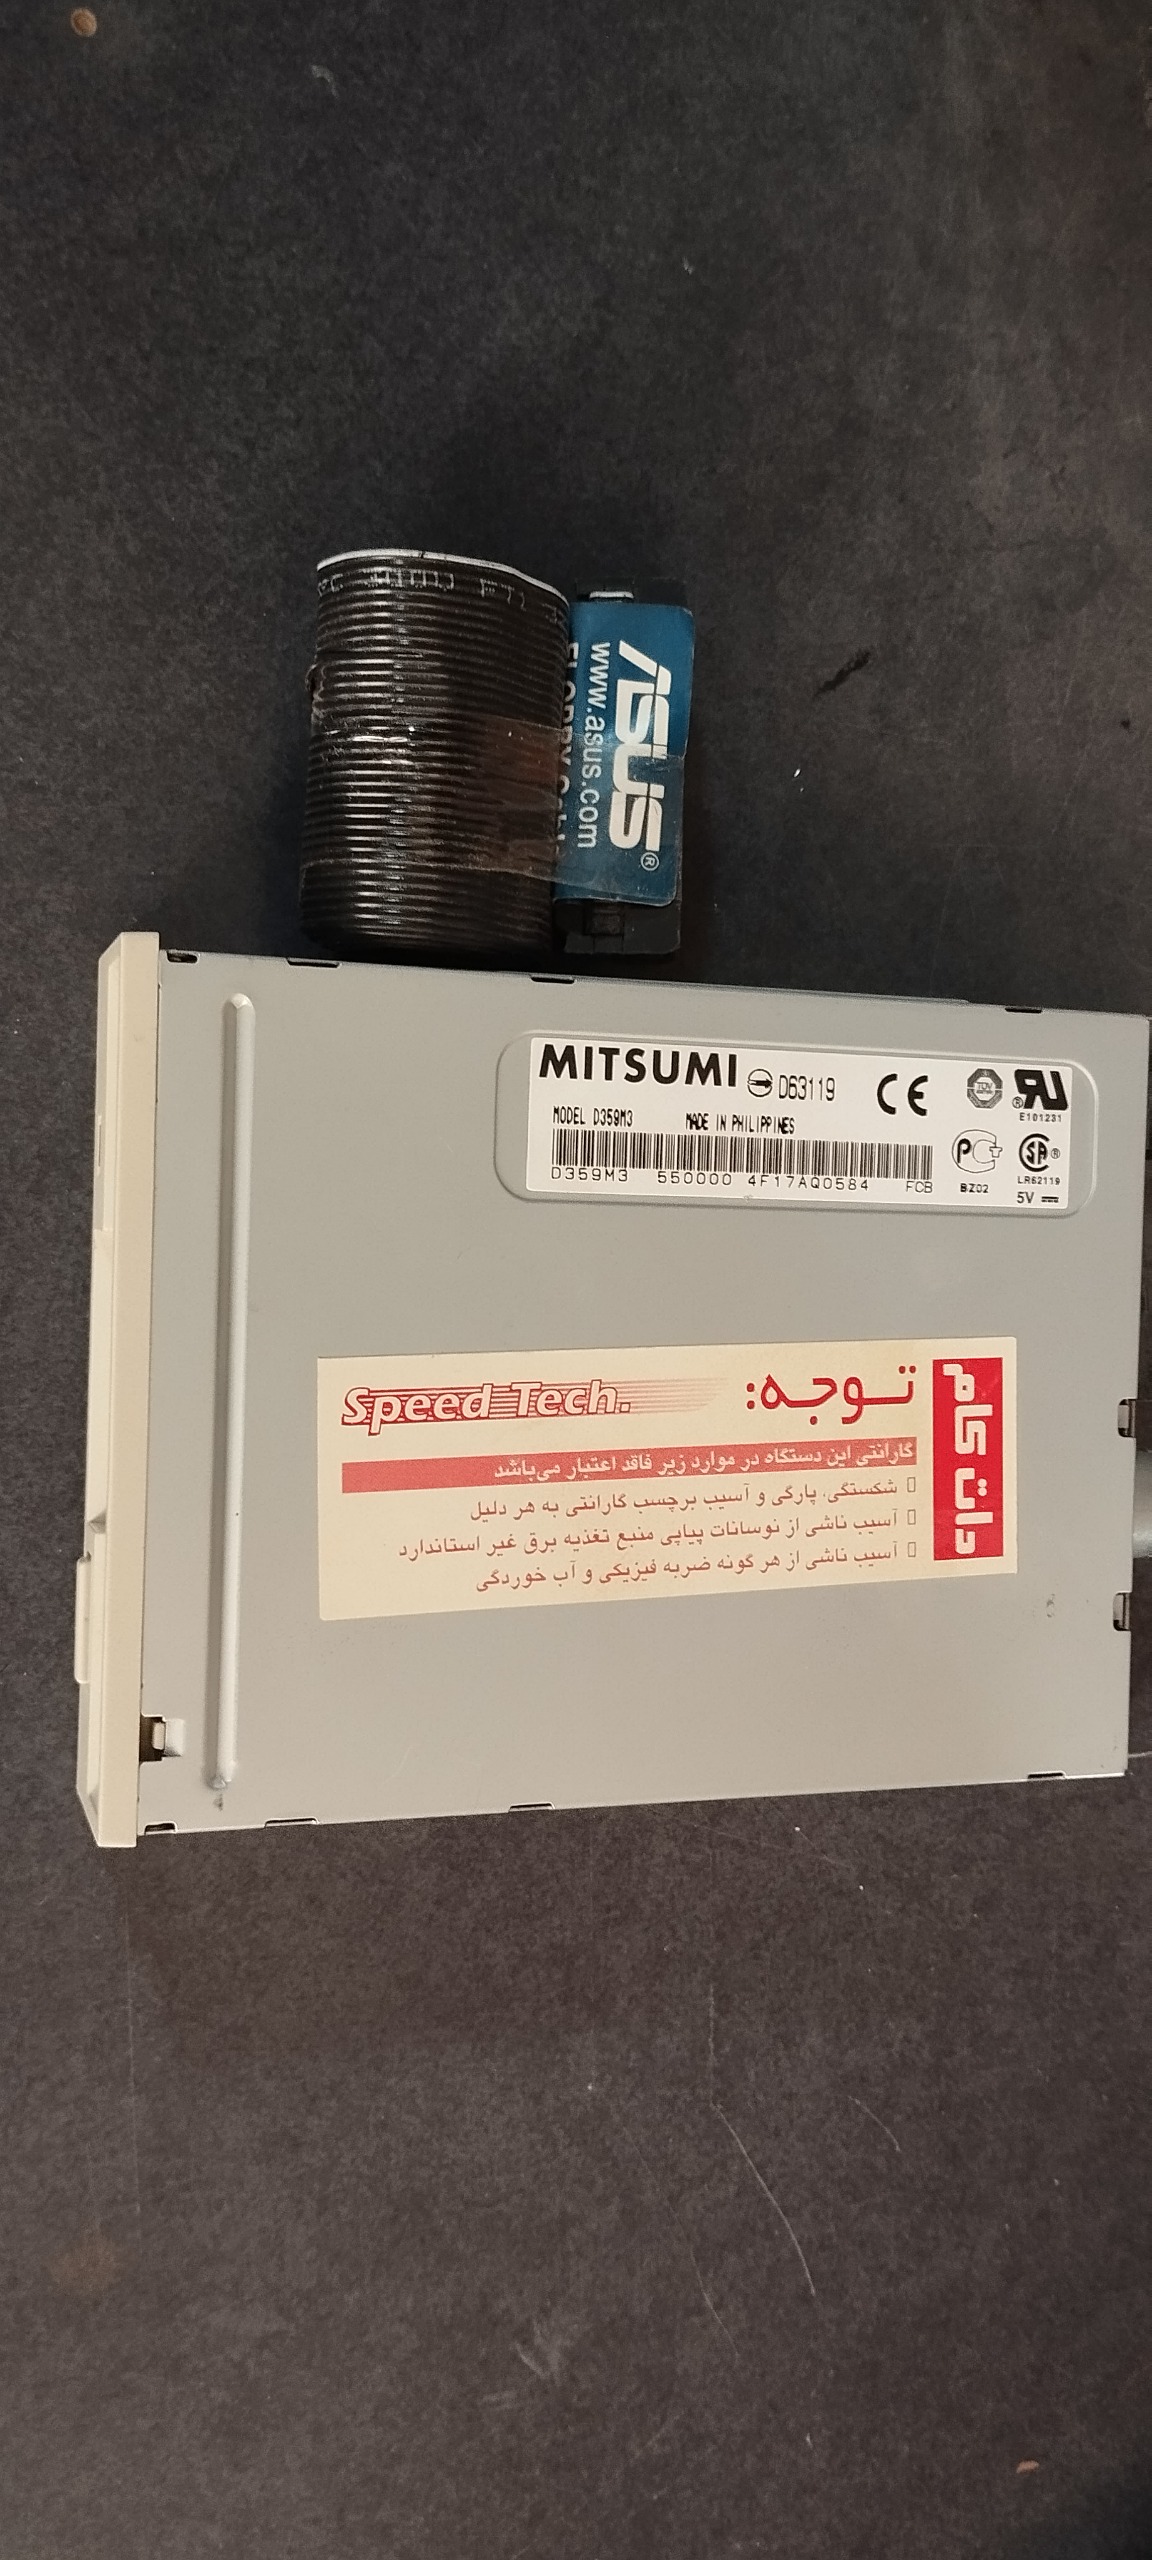 ASUS®
www.asus.com
MITSUMI D63119 CE
TÜV
E101231
MODEL D359M3 MADE IN PHILIPPINES
D359M3 550000 4F17AQ0584 FCB
BZ02
LR62119
5V
دات کام
توجه:
Speed Tech.
گارانتی این دستگاه در موارد زیر فاقد اعتبار می‌باشد
شکستگی، پارگی و آسیب برچسب گارانتی به هر دلیل
آسیب ناشی از نوسانات پیاپی منبع تغذیه برق غیر استاندارد
آسیب ناشی از هر گونه ضربه فیزیکی و آب خوردگی